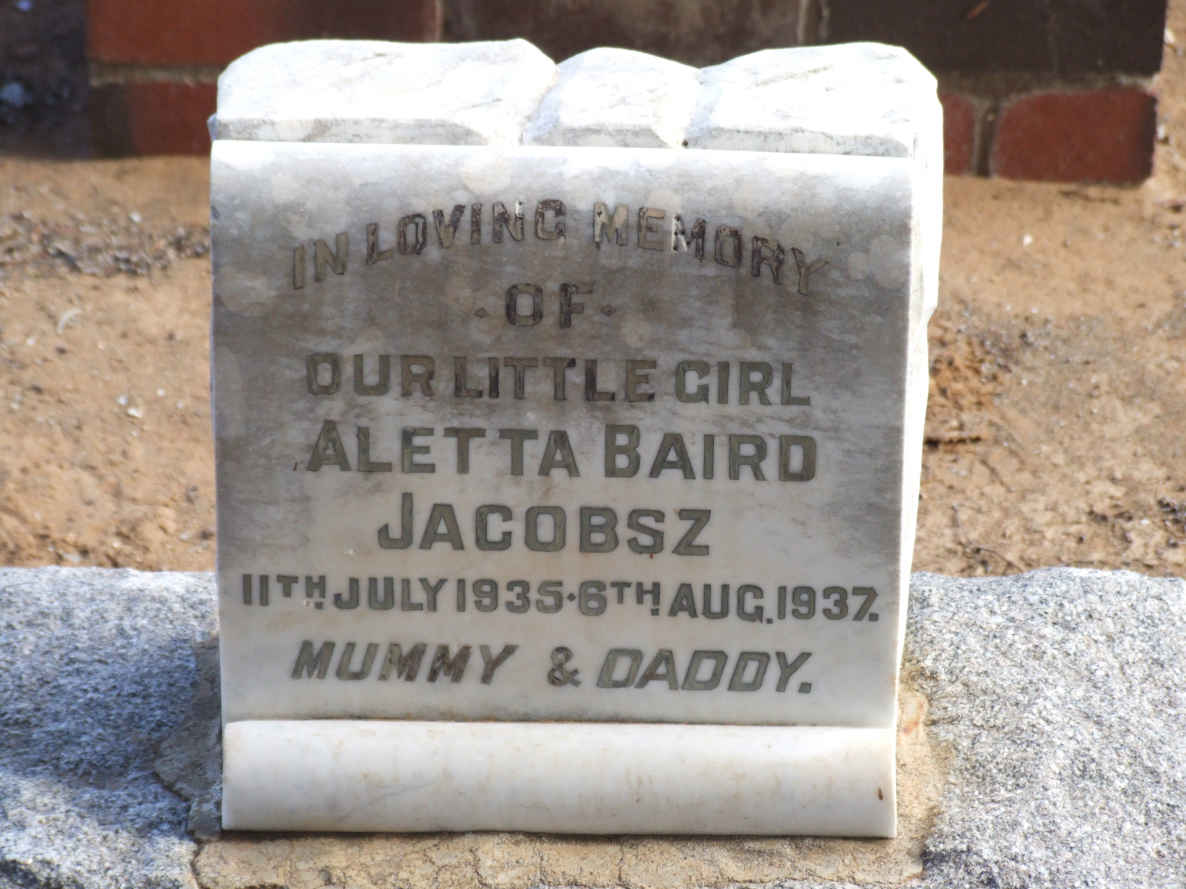 IN LOVING MEMORY
· OF ·
OUR LITTLE GIRL
ALETTA BAIRD
JACOBSZ
11TH JULY 1935·6TH AUG. 1937.
MUMMY & DADDY.